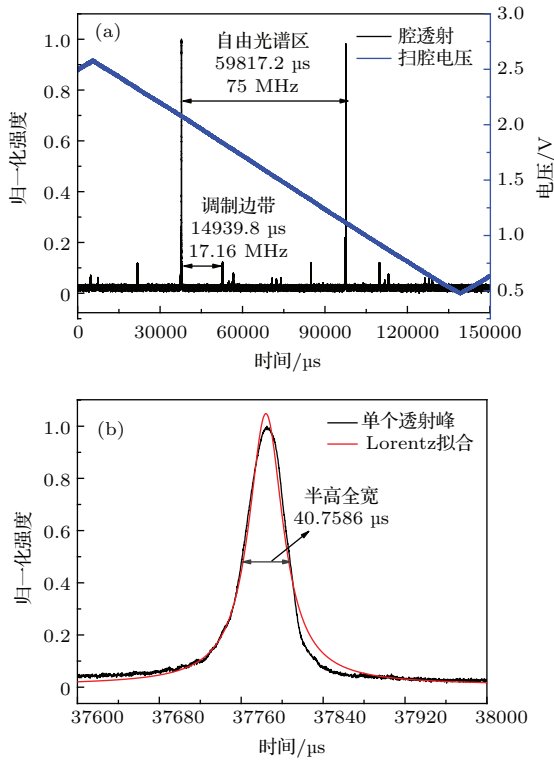 (a)
自由光谱区
59817.2 µs
75 MHz
腔透射
扫腔电压
调制边带
14939.8 µs
17.16 MHz
归一化强度
1.0
0.8
0.6
0.4
0.2
0
电压/V
3.0
2.5
2.0
1.5
1.0
0.5
0 30000 60000 90000 120000 150000
时间/µs
(b)
单个透射峰
Lorentz拟合
半高全宽
40.7586 µs
归一化强度
1.0
0.8
0.6
0.4
0.2
0
37600 37680 37760 37840 37920 38000
时间/µs